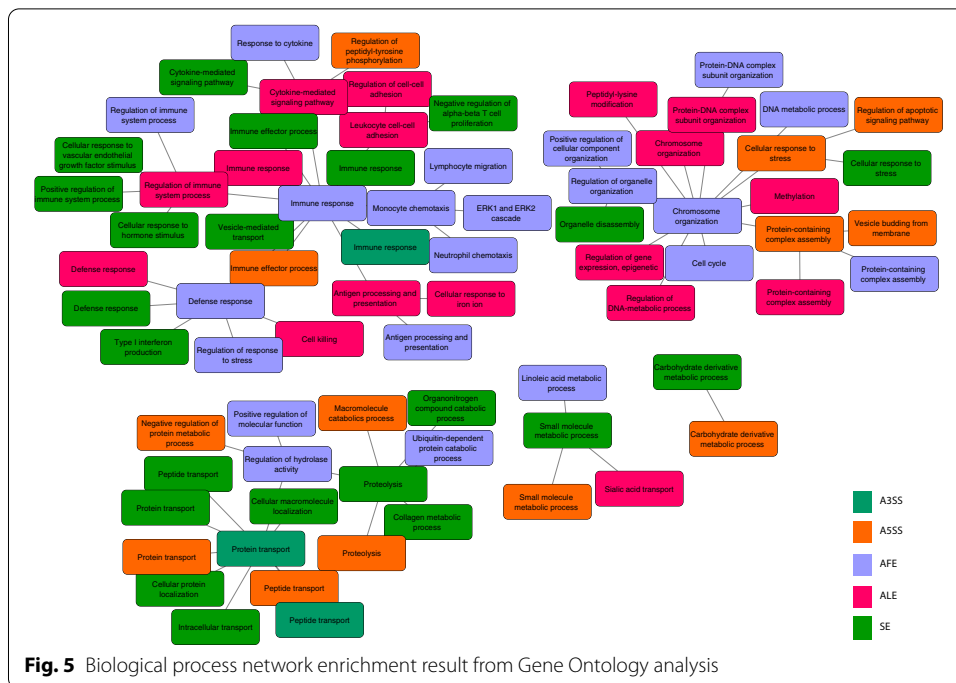 Response to cytokine
Regulation of
peptidyl-tyrosine
phosphorylation
Cytokine-mediated
signaling pathway
Cytokine-mediated
signaling pathway
Regulation of cell-cell
adhesion
Regulation of immune
system process
Negative regulation of
alpha-beta T cell
proliferation
Immune effector process
Leukocyte cell-cell
adhesion
Cellular response to
vascular endothelial
growth factor stimulus
Immune response
Immune response
Lymphocyte migration
Positive regulation of
immune system process
Regulation of immune
system process
Immune response
Monocyte chemotaxis
ERK1 and ERK2
cascade
Cellular response to
hormone stimulus
Vesicle-mediated
transport
Immune response
Neutrophil chemotaxis
Defense response
Immune effector process
Antigen processing and
presentation
Cellular response to
iron ion
Defense response
Defense response
Type I interferon
production
Regulation of response
to stress
Cell killing
Antigen processing and
presentation
Protein-DNA complex
subunit organization
Peptidyl-lysine
modification
Protein-DNA complex
subunit organization
DNA metabolic process
Regulation of apoptotic
signaling pathway
Positive regulation of
cellular component
organization
Chromosome
organization
Cellular response to
stress
Cellular response to
stress
Regulation of organelle
organization
Methylation
Organelle disassembly
Chromosome
organization
Protein-containing
complex assembly
Vesicle budding from
membrane
Regulation of gene
expression, epigenetic
Cell cycle
Protein-containing
complex assembly
Regulation of
DNA-metabolic process
Protein-containing
complex assembly
Negative regulation of
protein metabolic
process
Positive regulation of
molecular function
Macromolecule
catabolics process
Organonitrogen
compound catabolic
process
Ubiquitin-dependent
protein catabolic
process
Regulation of hydrolase
activity
Peptide transport
Proteolysis
Cellular macromolecule
localization
Protein transport
Collagen metabolic
process
Protein transport
Protein transport
Proteolysis
Cellular protein
localization
Peptide transport
Intracellular transport
Peptide transport
Linoleic acid metabolic
process
Small molecule
metabolic process
Small molecule
metabolic process
Sialic acid transport
Carbohydrate derivative
metabolic process
Carbohydrate derivative
metabolic process
A3SS
A5SS
AFE
ALE
SE
Fig. 5 Biological process network enrichment result from Gene Ontology analysis